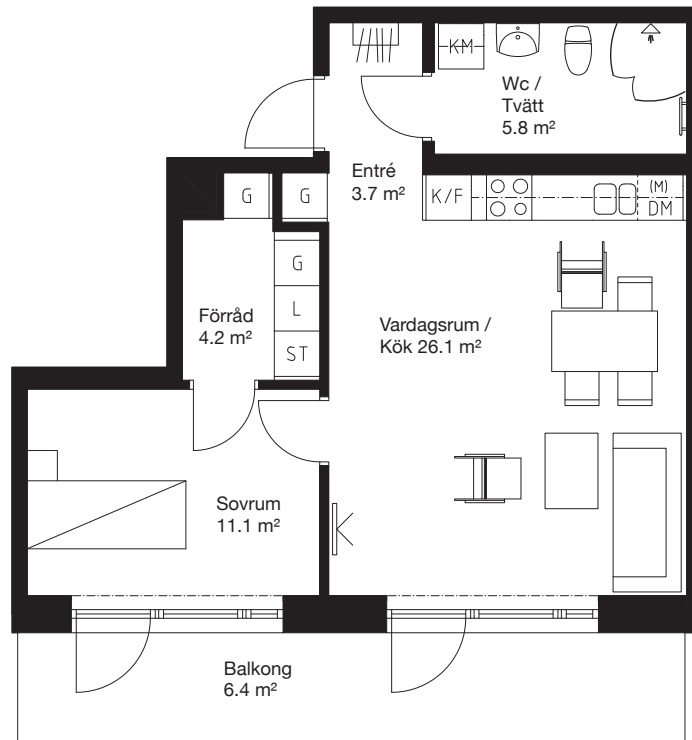 KM
Wc /
Tvätt
5.8 m²
Entré
3.7 m²
G
G
K/F
(M)
DM
G
L
ST
Förråd
4.2 m²
Vardagsrum /
Kök 26.1 m²
Sovrum
11.1 m²
Balkong
6.4 m²